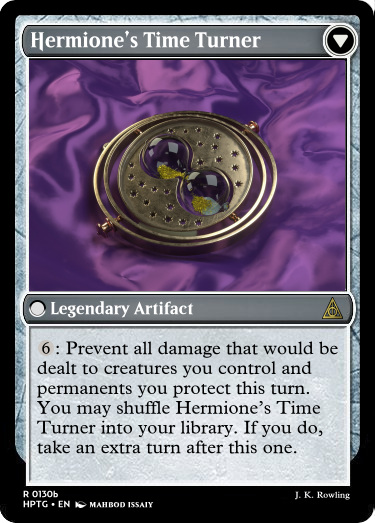 Hermione's Time Turner
Legendary Artifact
6: Prevent all damage that would be
dealt to creatures you control and
permanents you protect this turn.
You may shuffle Hermione's Time
Turner into your library. If you do,
take an extra turn after this one.
R 0130b
HPTG • EN MAHBOD ISSAIY
J. K. Rowling